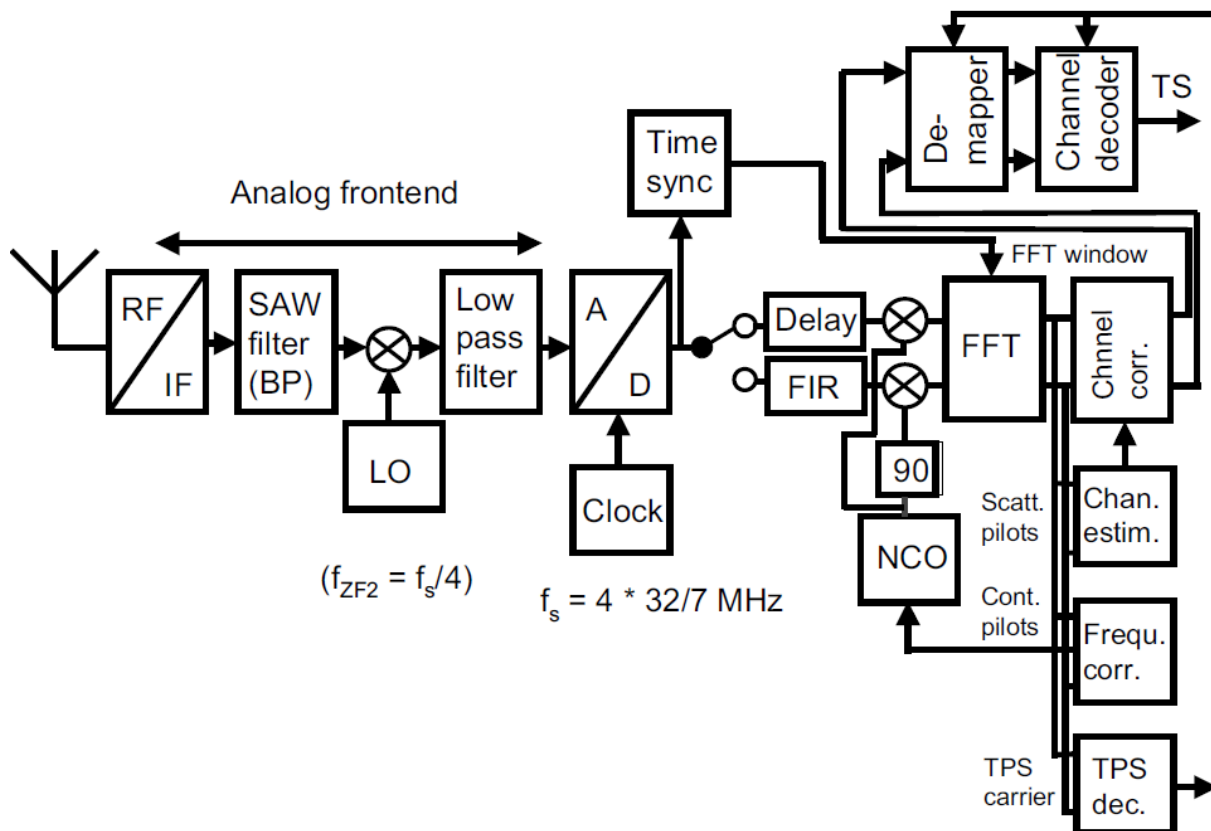 De-
mapper
Channel
decoder
TS
Time
sync
Analog frontend
FFT window
RF
IF
SAW
filter
(BP)
Low
pass
filter
A
D
Delay
FIR
FFT
Chnnel
corr.
LO
Clock
90
NCO
Scatt.
pilots
Chan.
estim.
(fZF2 = fs/4)
fs = 4 * 32/7 MHz
Cont.
pilots
Frequ.
corr.
TPS
carrier
TPS
dec.